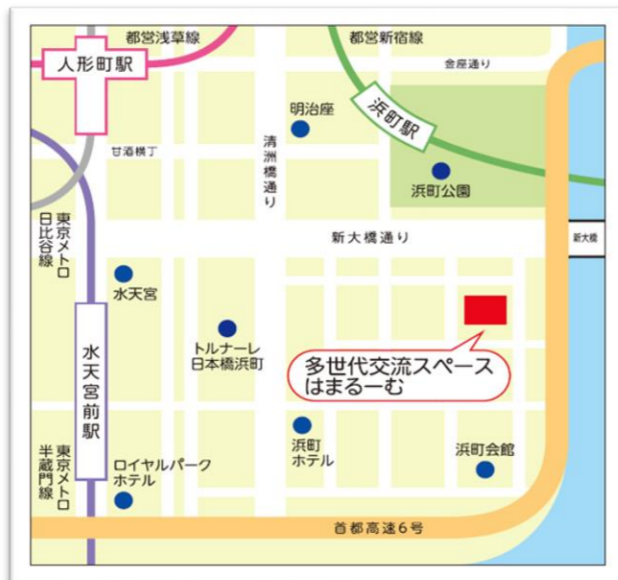 都営浅草線
都営新宿線
人形町駅
金座通り
明治座
浜町駅
甘酒横丁
清洲橋通り
浜町公園
東京メトロ
日比谷線
新大橋通り
新大橋
水天宮
トルナーレ
日本橋浜町
水天宮前駅
多世代交流スペース
はまるーむ
浜町
ホテル
浜町会館
東京メトロ
半蔵門線
ロイヤルパーク
ホテル
首都高速6号